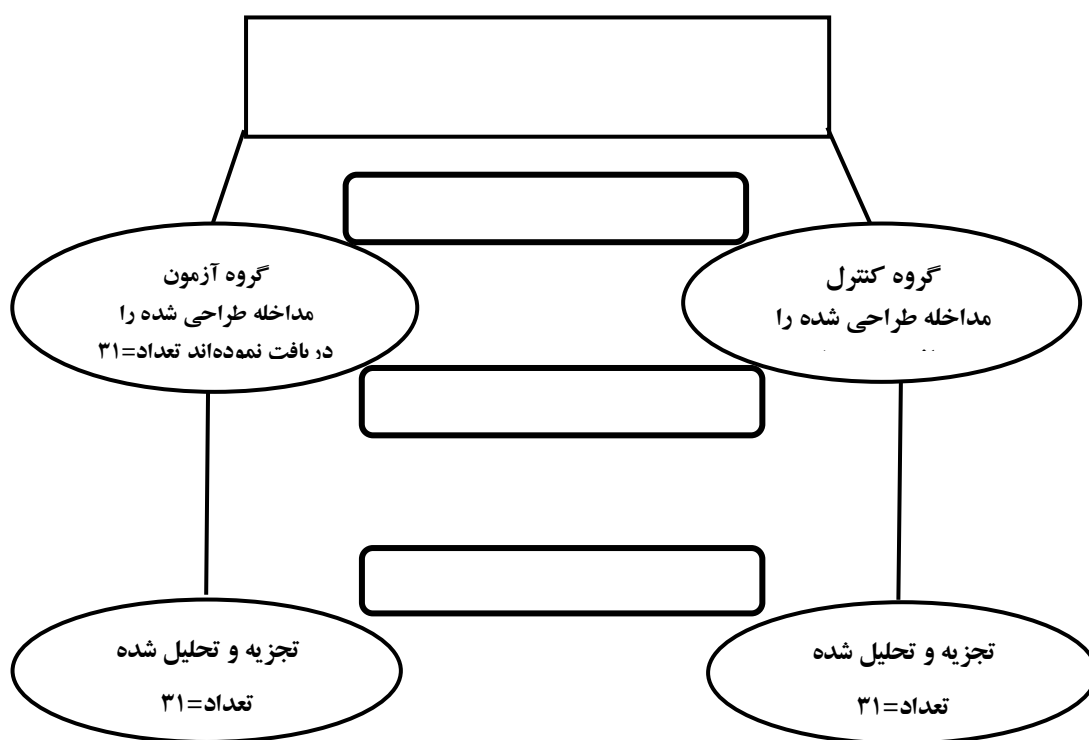 گروه کنترل
مداخله طراحی شده را
گروه آزمون
مداخله طراحی شده را
دریافت نموده‌اند تعداد=۳۱
تجزیه و تحلیل شده
تعداد=۳۱
تجزیه و تحلیل شده
تعداد=۳۱